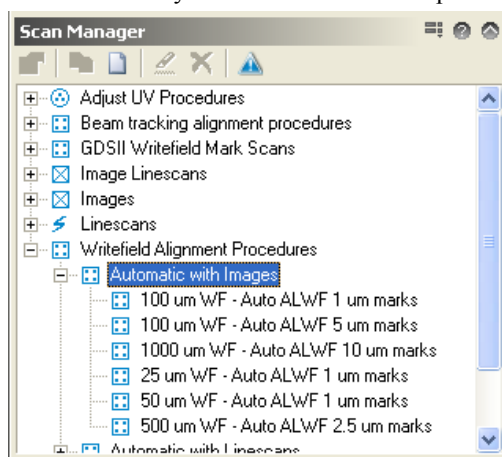 Scan Manager
Adjust UV Procedures
Beam tracking alignment procedures
GDSII Writefield Mark Scans
Image Linescans
Images
Linescans
Writefield Alignment Procedures
Automatic with Images
100 um WF - Auto ALWF 1 um marks
100 um WF - Auto ALWF 5 um marks
1000 um WF - Auto ALWF 10 um marks
25 um WF - Auto ALWF 1 um marks
50 um WF - Auto ALWF 1 um marks
500 um WF - Auto ALWF 2.5 um marks
Automatic with Linescans